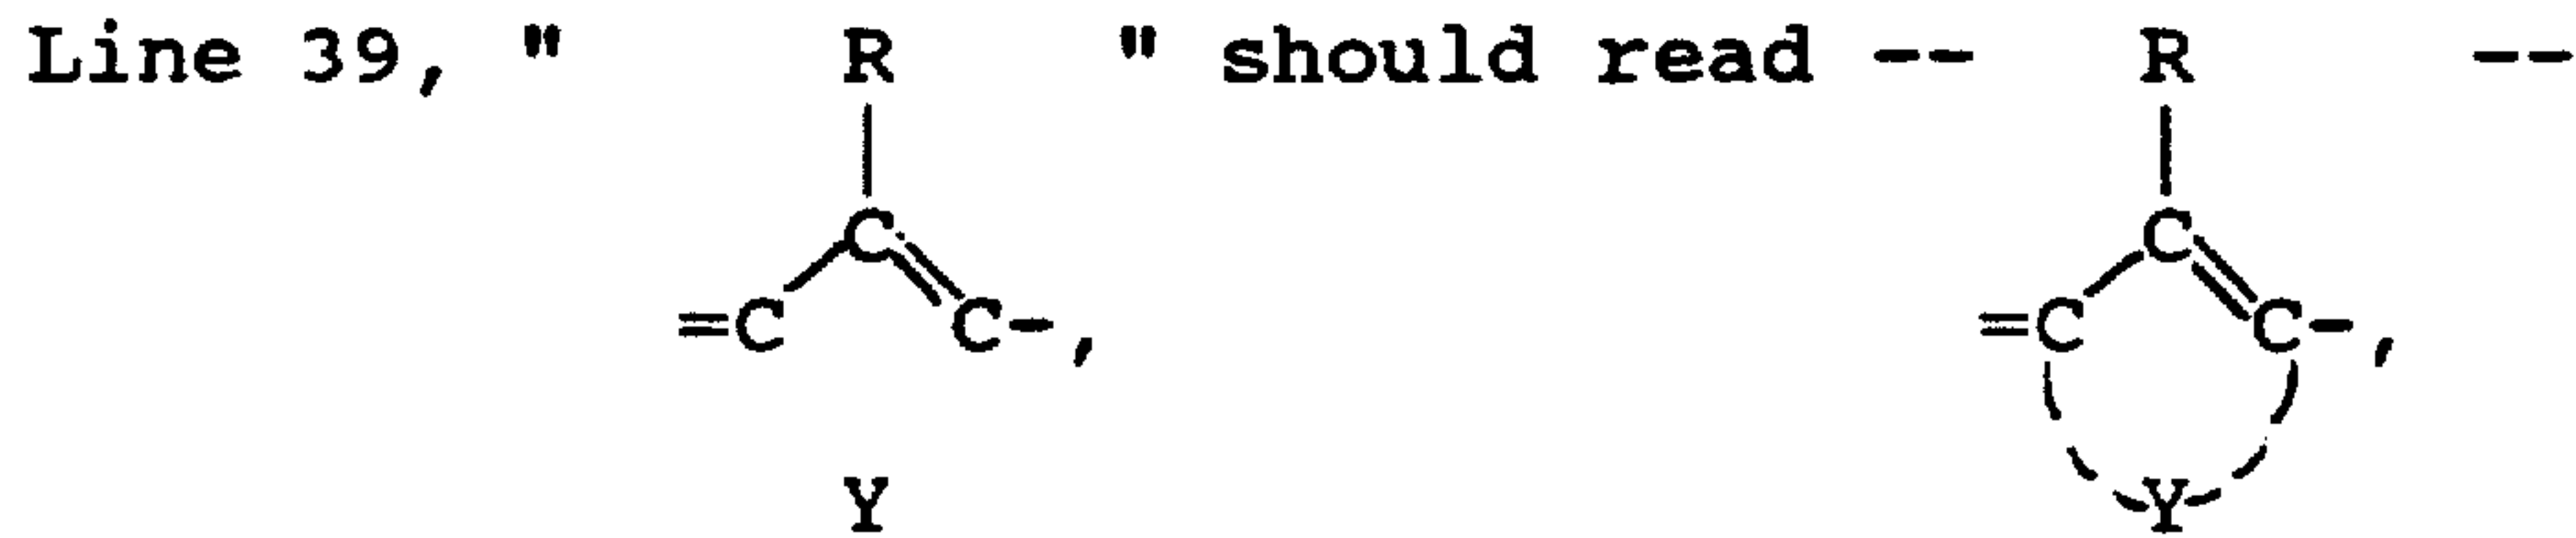 Line 39, " R " should read -- R --
C C
=C C-, =C C-,
Y Y